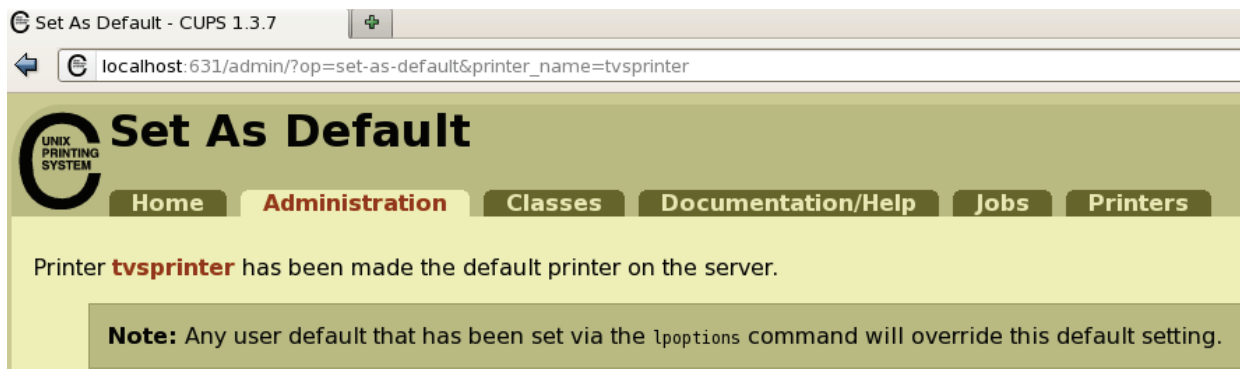 Set As Default - CUPS 1.3.7
localhost:631/admin/?op=set-as-default&printer_name=tvsprinter
UNIX
PRINTING
SYSTEM
Set As Default
Home Administration Classes Documentation/Help Jobs Printers
Printer tvsprinter has been made the default printer on the server.
Note: Any user default that has been set via the lpoptions command will override this default setting.